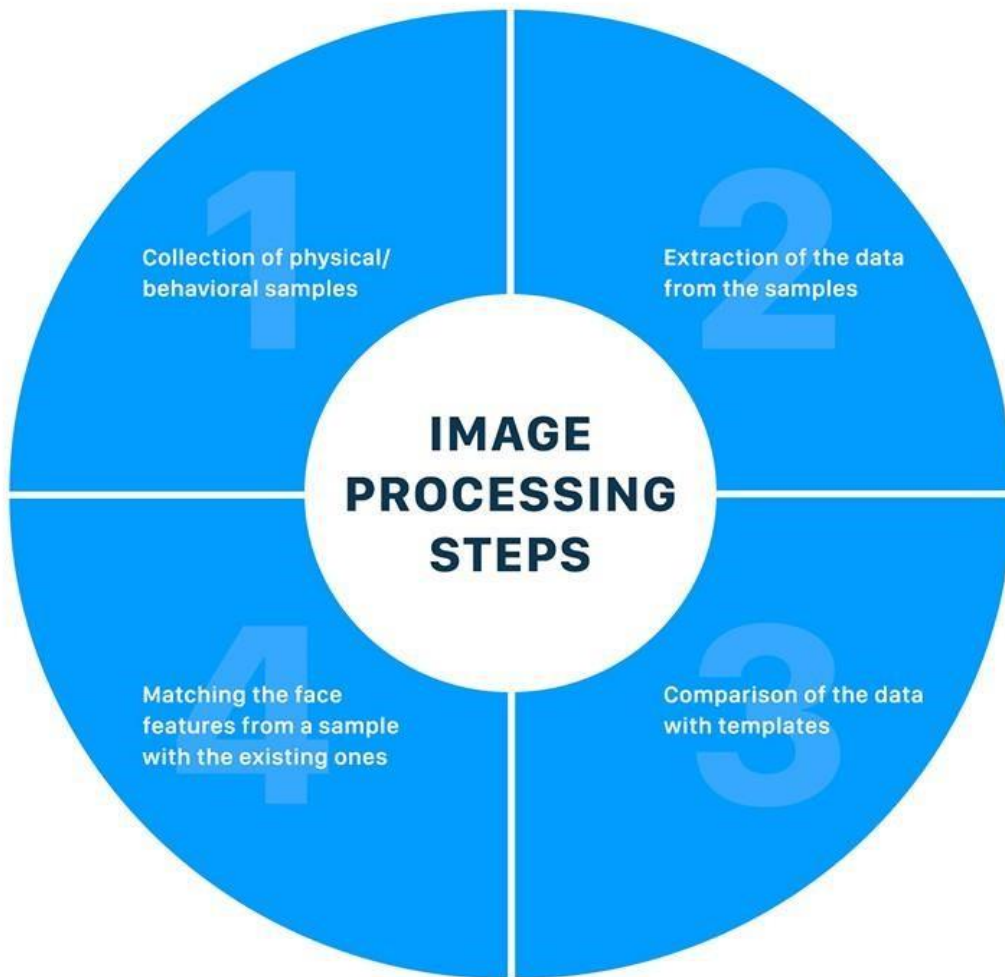 1
Collection of physical/
behavioral samples
2
Extraction of the data
from the samples
IMAGE
PROCESSING
STEPS
3
Comparison of the data
with templates
4
Matching the face
features from a sample
with the existing ones